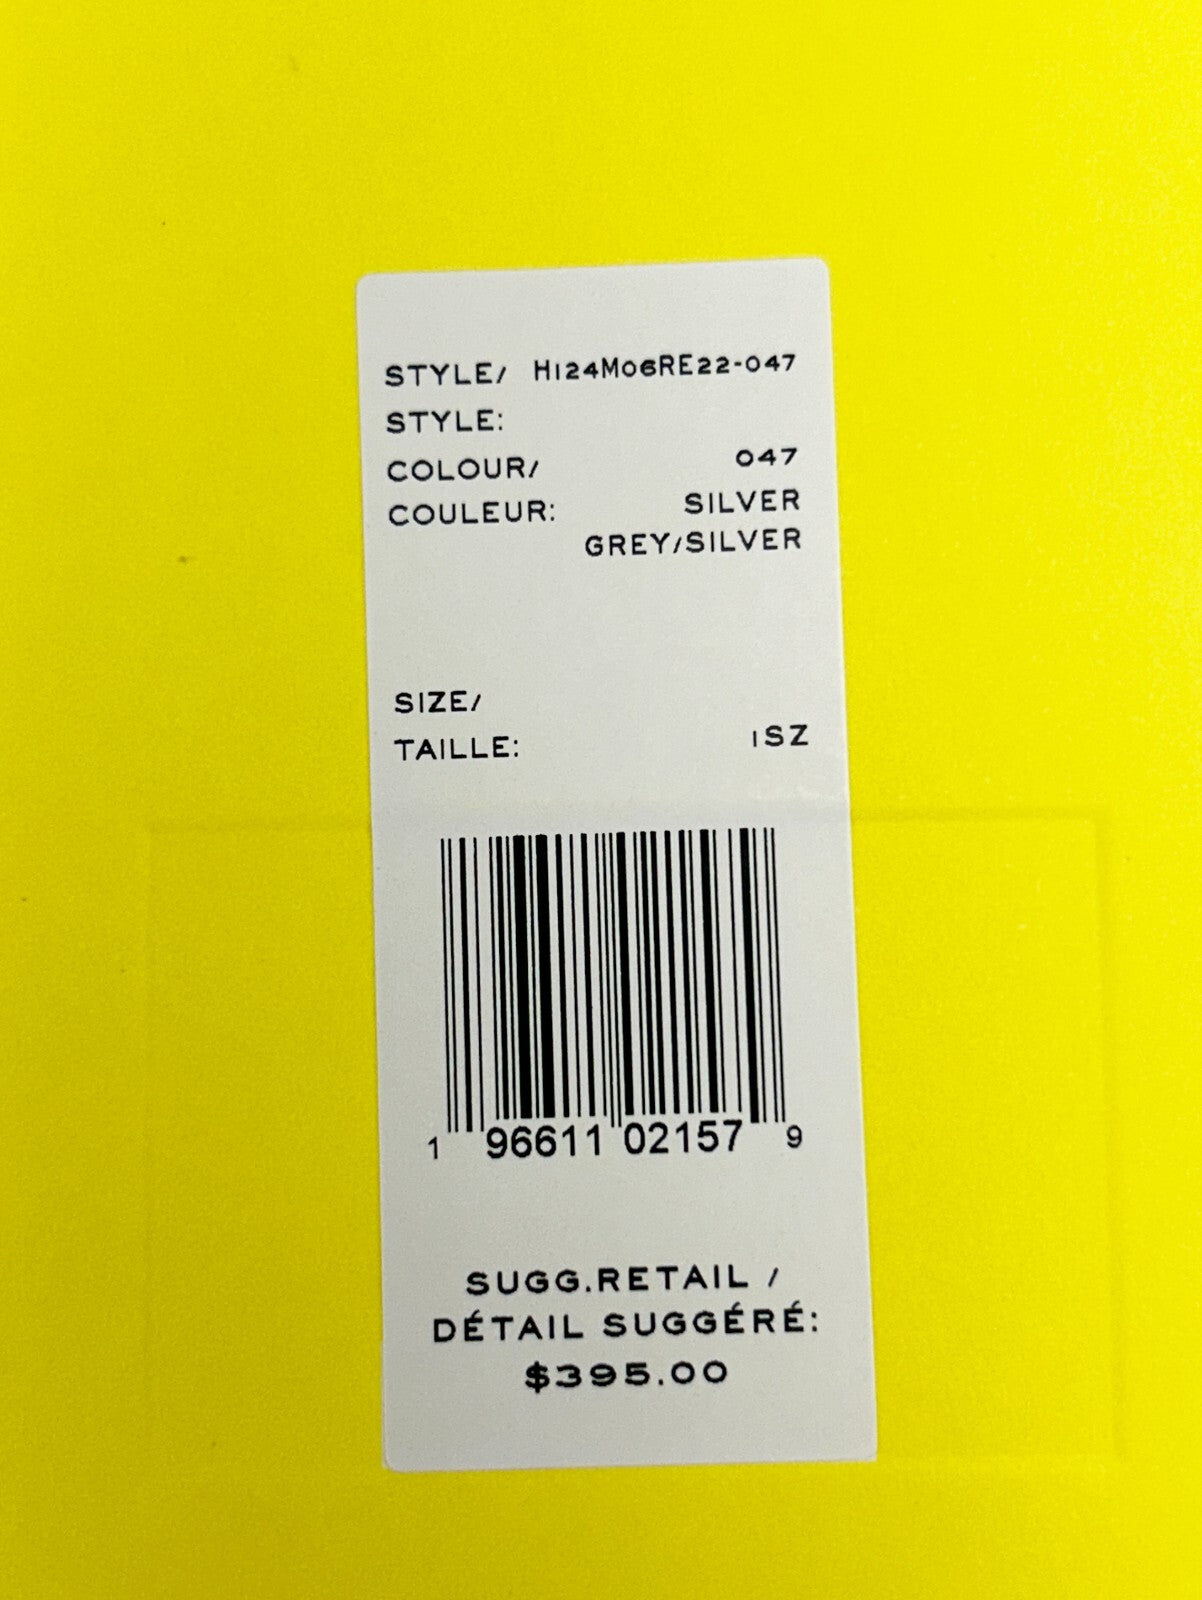 STYLE/ H124M06RE22-047
STYLE:
COLOUR/ 047
COULEUR: SILVER
GREY/SILVER
SIZE/
TAILLE: 1SZ
1 96611 02157 9
SUGG.RETAIL /
DÉTAIL SUGGÉRÉ:
$395.00